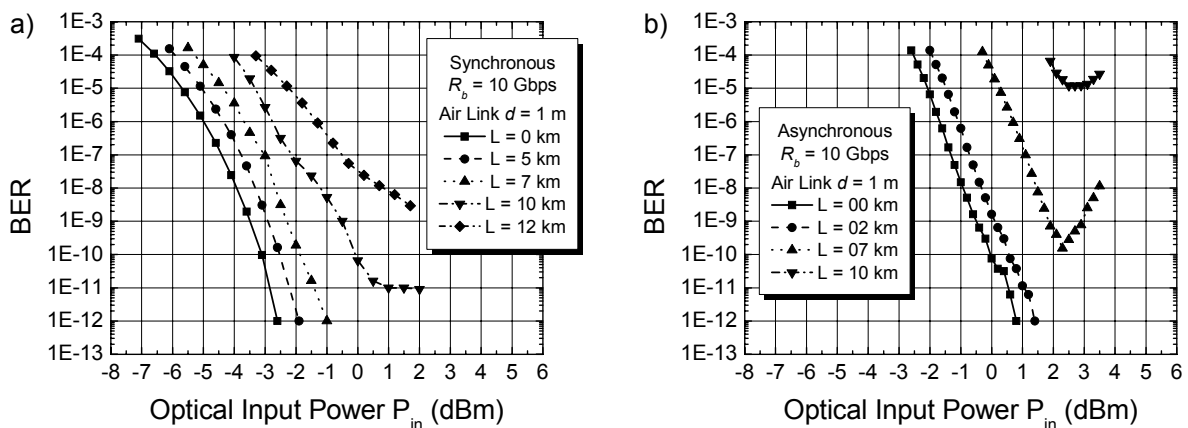 a)
BER
1E-3
1E-4
1E-5
1E-6
1E-7
1E-8
1E-9
1E-10
1E-11
1E-12
1E-13
Synchronous
R_b = 10 Gbps
Air Link d = 1 m
L = 0 km
L = 5 km
L = 7 km
L = 10 km
L = 12 km
-8 -7 -6 -5 -4 -3 -2 -1 0 1 2 3 4 5 6
Optical Input Power P_in (dBm)
b)
BER
1E-3
1E-4
1E-5
1E-6
1E-7
1E-8
1E-9
1E-10
1E-11
1E-12
1E-13
Asynchronous
R_b = 10 Gbps
Air Link d = 1 m
L = 00 km
L = 02 km
L = 07 km
L = 10 km
-8 -7 -6 -5 -4 -3 -2 -1 0 1 2 3 4 5 6
Optical Input Power P_in (dBm)